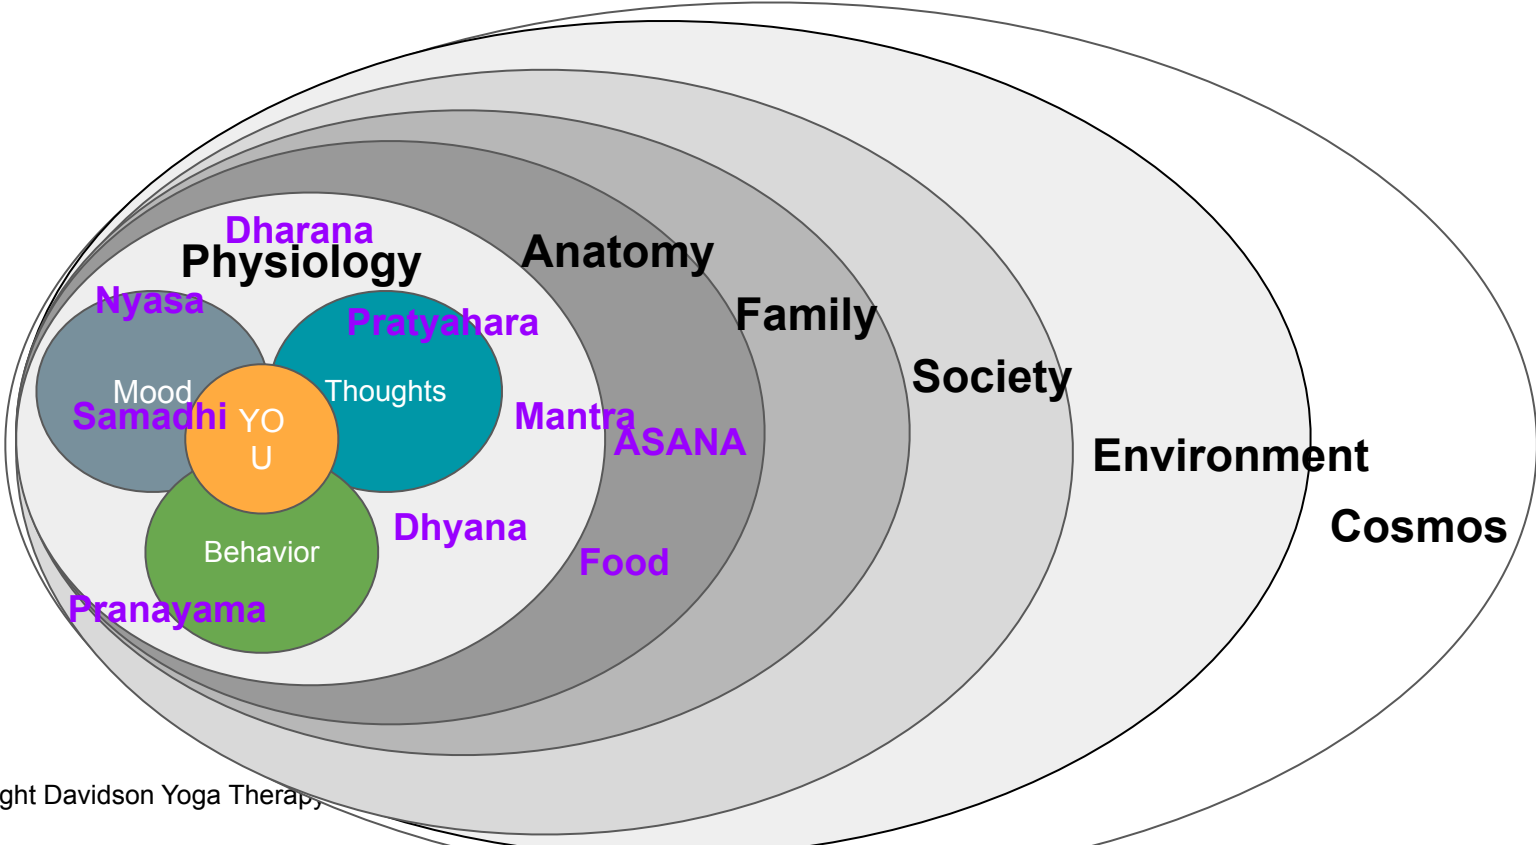 Dharana
Physiology
Anatomy
Nyasa
Pratyahara
Family
Mood
Thoughts
Society
Samadhi
YO
U
Mantra
ASANA
Environment
Dhyana
Cosmos
Behavior
Food
Pranayama
ght Davidson Yoga Therapy